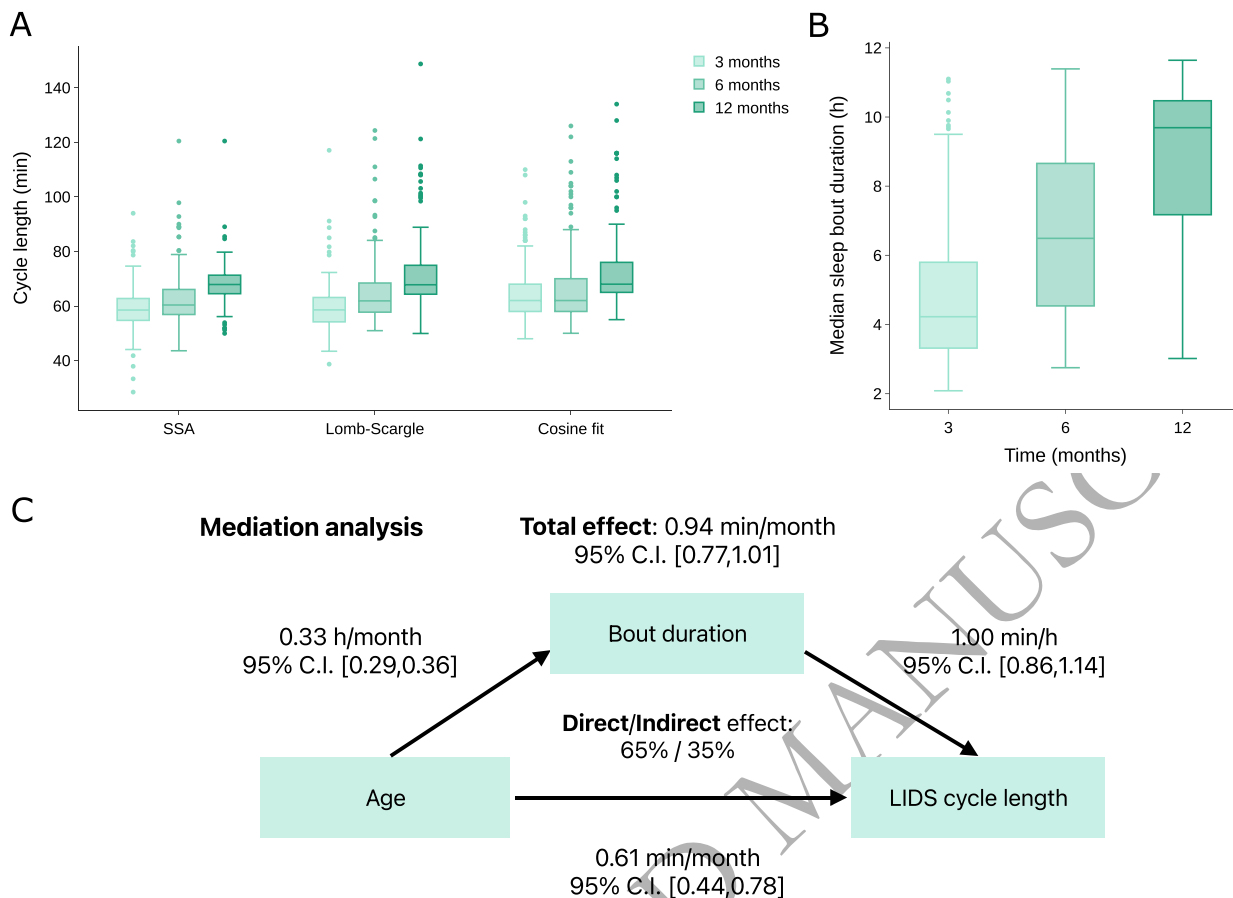 A
B
3 months
6 months
12 months
Cycle length (min)
140
120
100
80
60
40
SSA
Lomb-Scargle
Cosine fit
Median sleep bout duration (h)
12
10
8
6
4
2
3
6
12
Time (months)
C
Mediation analysis
Total effect: 0.94 min/month
95% C.I. [0.77,1.01]
0.33 h/month
95% C.I. [0.29,0.36]
Bout duration
1.00 min/h
95% C.I. [0.86,1.14]
Direct/Indirect effect:
65% / 35%
Age
LIDS cycle length
0.61 min/month
95% C.I. [0.44,0.78]
D MANUSC